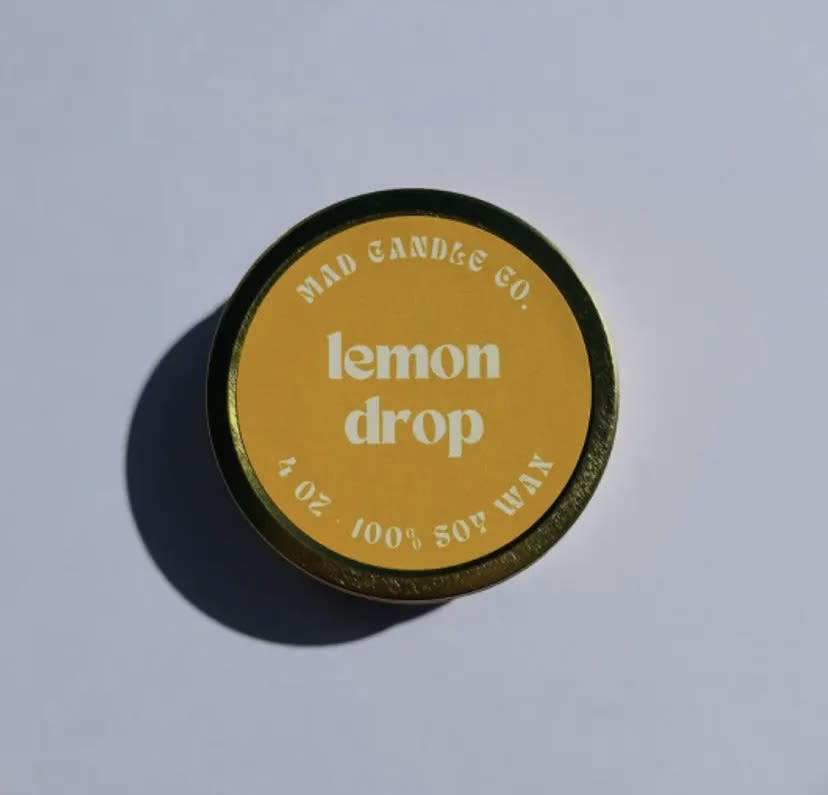 MAD CANDLE CO.
lemon
drop
4 OZ · 100% SOY WAX